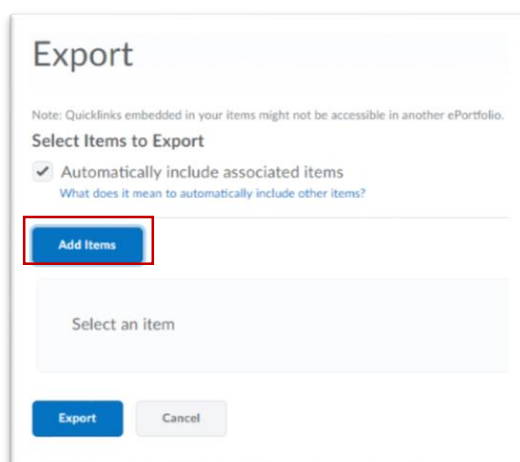 Export
Note: Quicklinks embedded in your items might not be accessible in another ePortfolio.
Select Items to Export
Automatically include associated items
What does it mean to automatically include other items?
Add Items
Select an item
Export Cancel